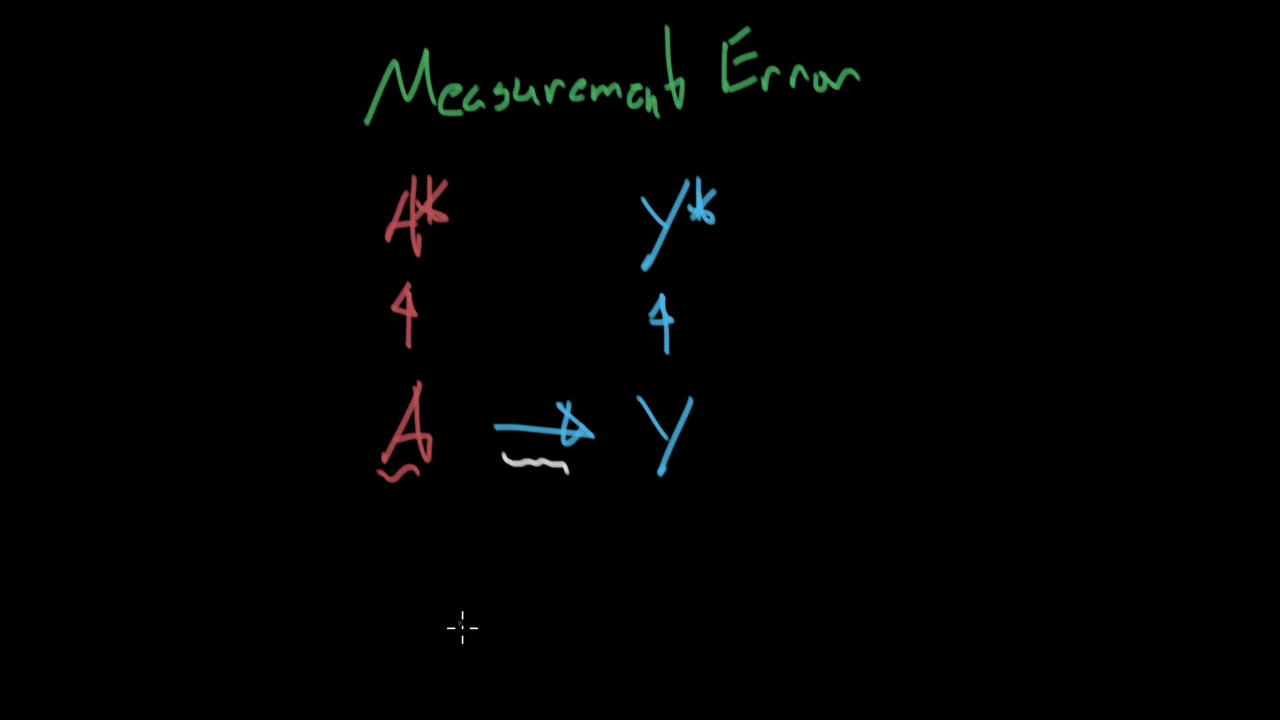 Measurement Error
A* Y*
↑ ↑
A → Y